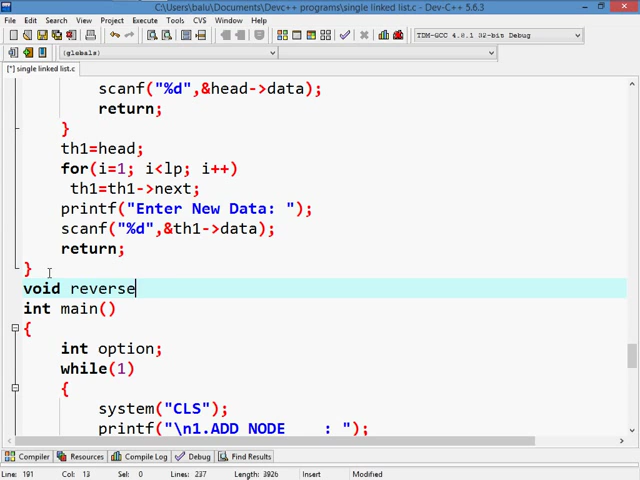 C:\Users\balu\Documents\Devc++ programs\single linked list.c - Dev-C++ 5.6.3
File Edit Search View Project Execute Tools CVS Window Help
TDM-GCC 4.8.1 32-bit Debug
(globals)
[*] single linked list.c
scanf("%d",&head->data);
return;
}
th1=head;
for(i=1; i<lp; i++)
th1=th1->next;
printf("Enter New Data: ");
scanf("%d",&th1->data);
return;
}
void reverse
int main()
{
int option;
while(1)
{
system("CLS");
printf("\n1.ADD NODE    : ");
Compiler Resources Compile Log Debug Find Results
Line: 191 Col: 13 Sel: 0 Lines: 237 Length: 3926 Insert Modified